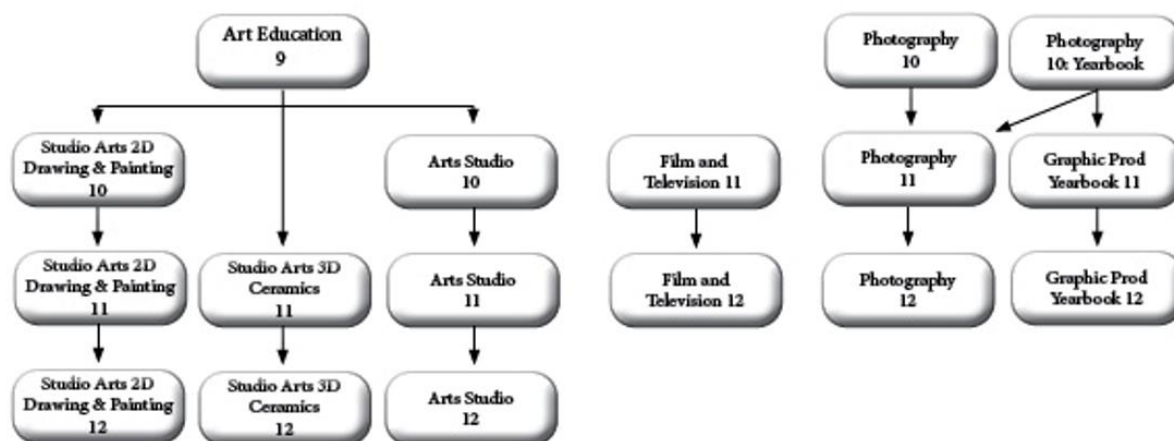 Art Education
9
Photography
10
Photography
10: Yearbook
Studio Arts 2D
Drawing & Painting
10
Arts Studio
10
Film and
Television 11
Photography
11
Graphic Prod
Yearbook 11
Studio Arts 2D
Drawing & Painting
11
Studio Arts 3D
Ceramics
11
Arts Studio
11
Film and
Television 12
Photography
12
Graphic Prod
Yearbook 12
Studio Arts 2D
Drawing & Painting
12
Studio Arts 3D
Ceramics
12
Arts Studio
12